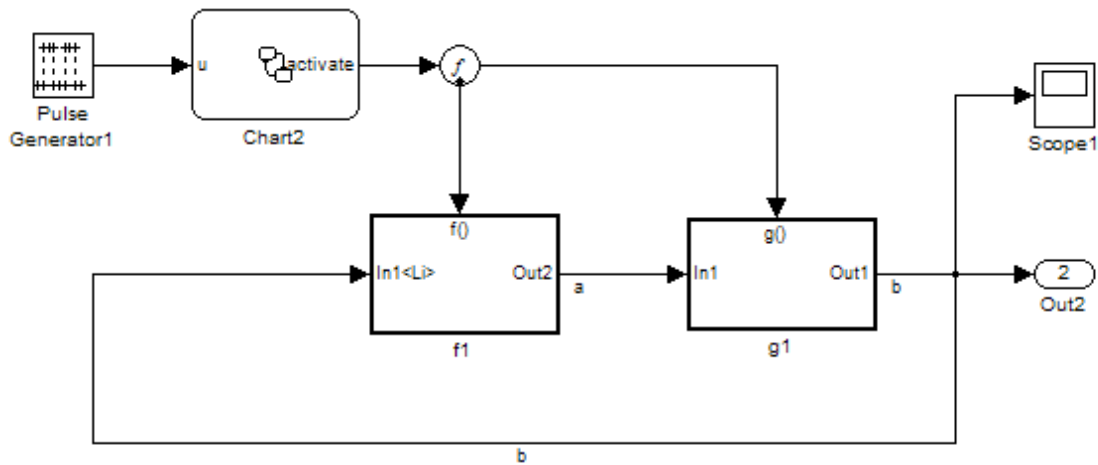 u
activate
f
Pulse
Generator1
Chart2
Scope1
f()
g()
In1<Li>
Out2
a
In1
Out1
b
2
Out2
f1
g1
b